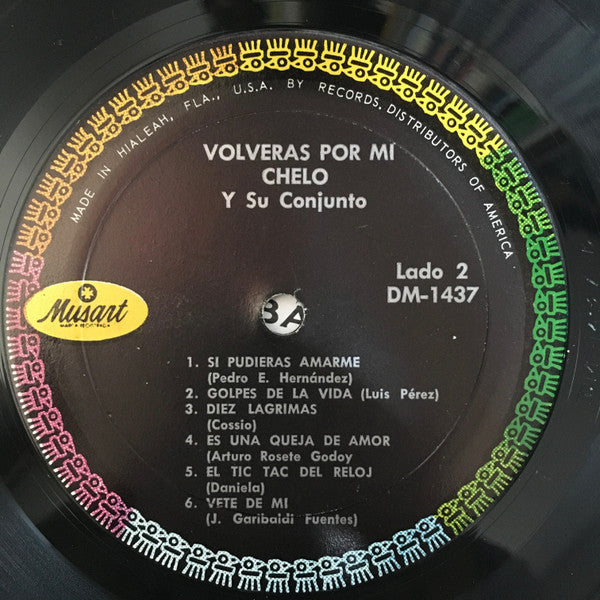 MADE IN HIALEAH, FLA., U.S.A. BY RECORDS, DISTRIBUTORS OF AMERICA
VOLVERAS POR MI
CHELO
Y Su Conjunto
Lado 2
DM-1437
Musart
MARCA REGISTRADA
BA
1. SI PUDIERAS AMARME
(Pedro E. Hernández)
2. GOLPES DE LA VIDA (Luis Pérez)
3. DIEZ LAGRIMAS
(Cossio)
4. ES UNA QUEJA DE AMOR
(Arturo Rosete Godoy
5. EL TIC TAC DEL RELOJ
(Daniela)
6. VETE DE MI
(J. Garibaldi Fuentes)